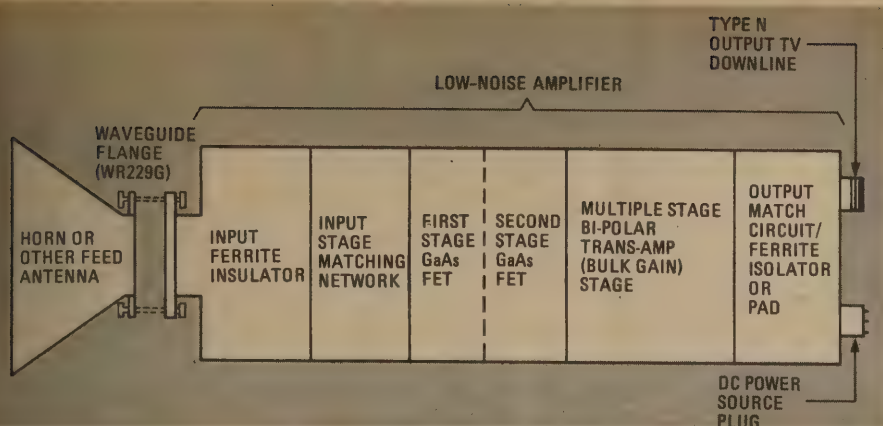 TYPE N
OUTPUT TV
DOWNLINE
LOW-NOISE AMPLIFIER
WAVEGUIDE
FLANGE
(WR229G)
HORN OR
OTHER FEED
ANTENNA
INPUT
FERRITE
INSULATOR
INPUT
STAGE
MATCHING
NETWORK
FIRST
STAGE
GaAs
FET
SECOND
STAGE
GaAs
FET
MULTIPLE STAGE
BI-POLAR
TRANS-AMP
(BULK GAIN)
STAGE
OUTPUT
MATCH
CIRCUIT/
FERRITE
ISOLATOR
OR
PAD
DC POWER
SOURCE
PLUG